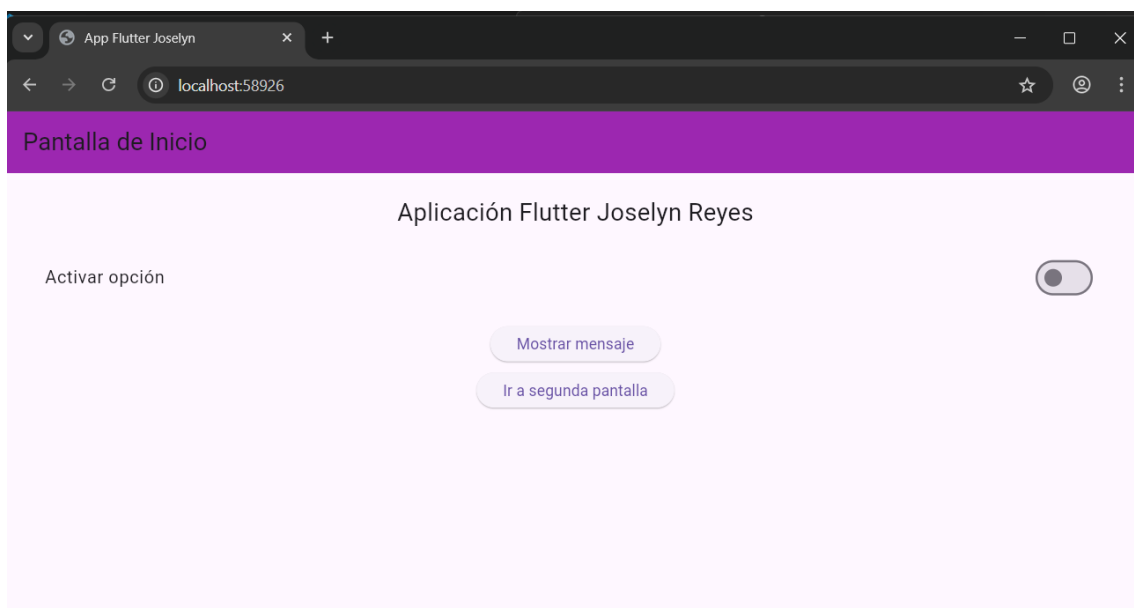 App Flutter Joselyn
localhost:58926
Pantalla de Inicio
Aplicación Flutter Joselyn Reyes
Activar opción
Mostrar mensaje
Ir a segunda pantalla